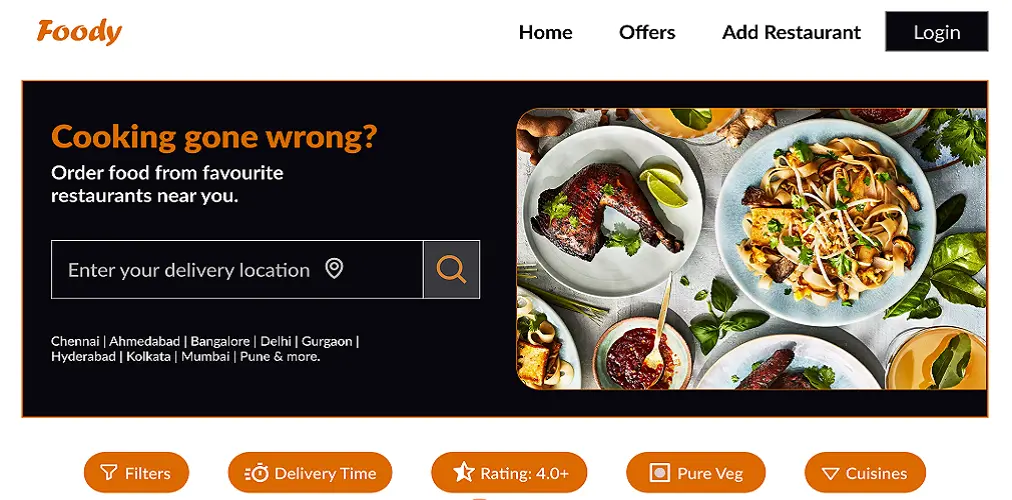 Foody
Home
Offers
Add Restaurant
Login
Cooking gone wrong?
Order food from favourite
restaurants near you.
Enter your delivery location
Chennai | Ahmedabad | Bangalore | Delhi | Gurgaon |
Hyderabad | Kolkata | Mumbai | Pune & more.
Filters
Delivery Time
Rating: 4.0+
Pure Veg
Cuisines